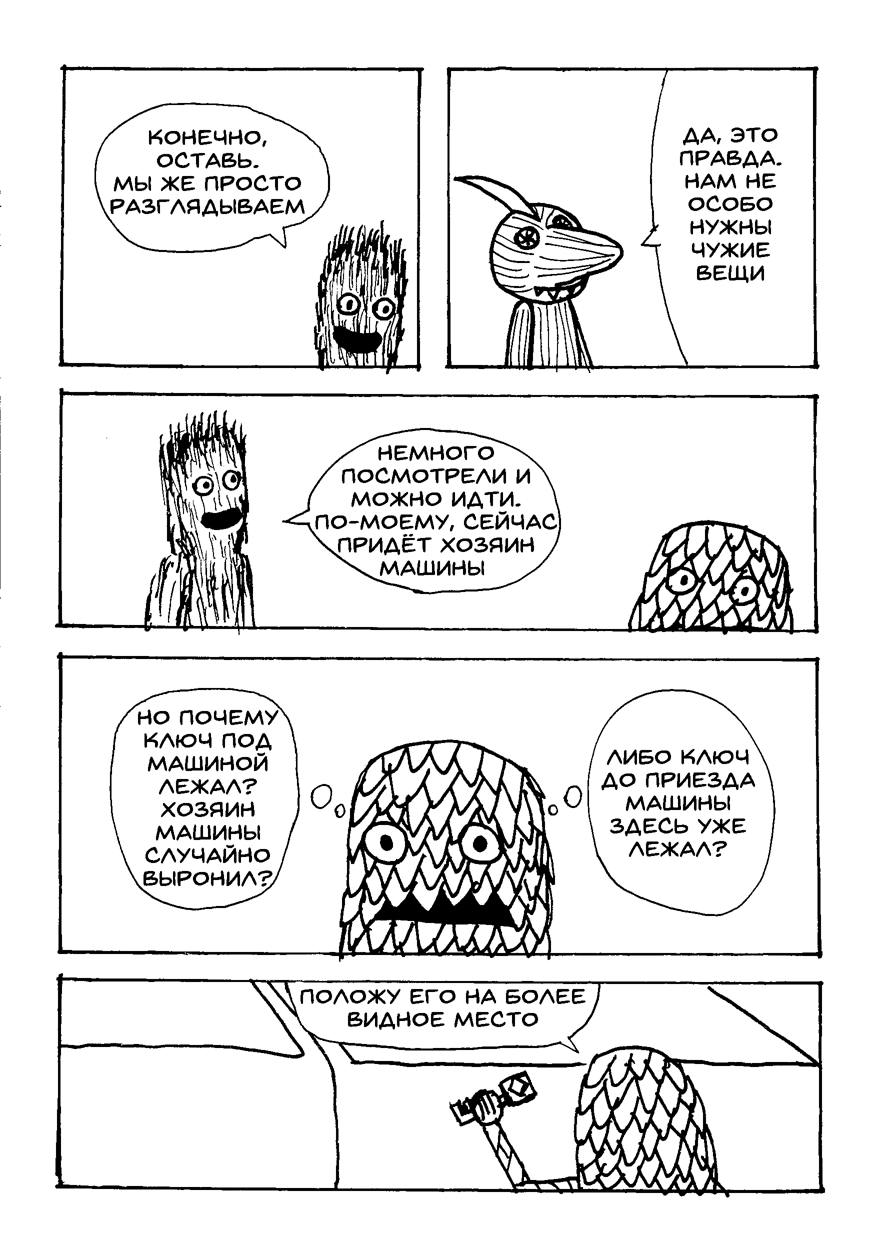 КОНЕЧНО,
ОСТАВЬ.
МЫ ЖЕ ПРОСТО
РАЗГЛЯДЫВАЕМ
ДА, ЭТО
ПРАВДА.
НАМ НЕ
ОСОБО
НУЖНЫ
ЧУЖИЕ
ВЕЩИ
НЕМНОГО
ПОСМОТРЕЛИ И
МОЖНО ИДТИ.
ПО-МОЕМУ, СЕЙЧАС
ПРИДЁТ ХОЗЯИН
МАШИНЫ
НО ПОЧЕМУ
КЛЮЧ ПОД
МАШИНОЙ
ЛЕЖАЛ?
ХОЗЯИН
МАШИНЫ
СЛУЧАЙНО
ВЫРОНИЛ?
ЛИБО КЛЮЧ
ДО ПРИЕЗДА
МАШИНЫ
ЗДЕСЬ УЖЕ
ЛЕЖАЛ?
ПОЛОЖУ ЕГО НА БОЛЕЕ
ВИДНОЕ МЕСТО